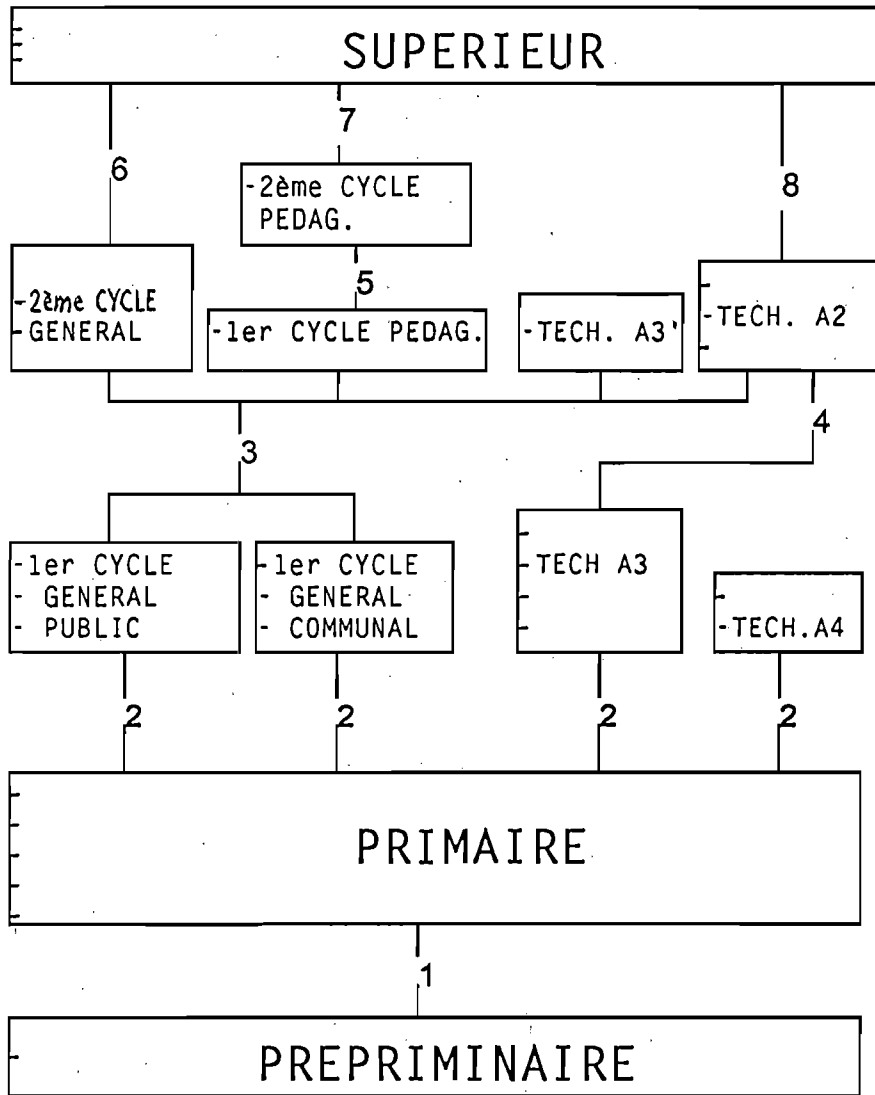 SUPERIEUR
7
6
-2ème CYCLE
PEDAG.
8
5
-2ème CYCLE
-GENERAL
-1er CYCLE PEDAG.
-TECH. A3'
-TECH. A2
3
4
-1er CYCLE
- GENERAL
- PUBLIC
-1er CYCLE
- GENERAL
- COMMUNAL
TECH A3
-TECH.A4
2
2
2
2
PRIMAIRE
1
PREPRIMINAIRE